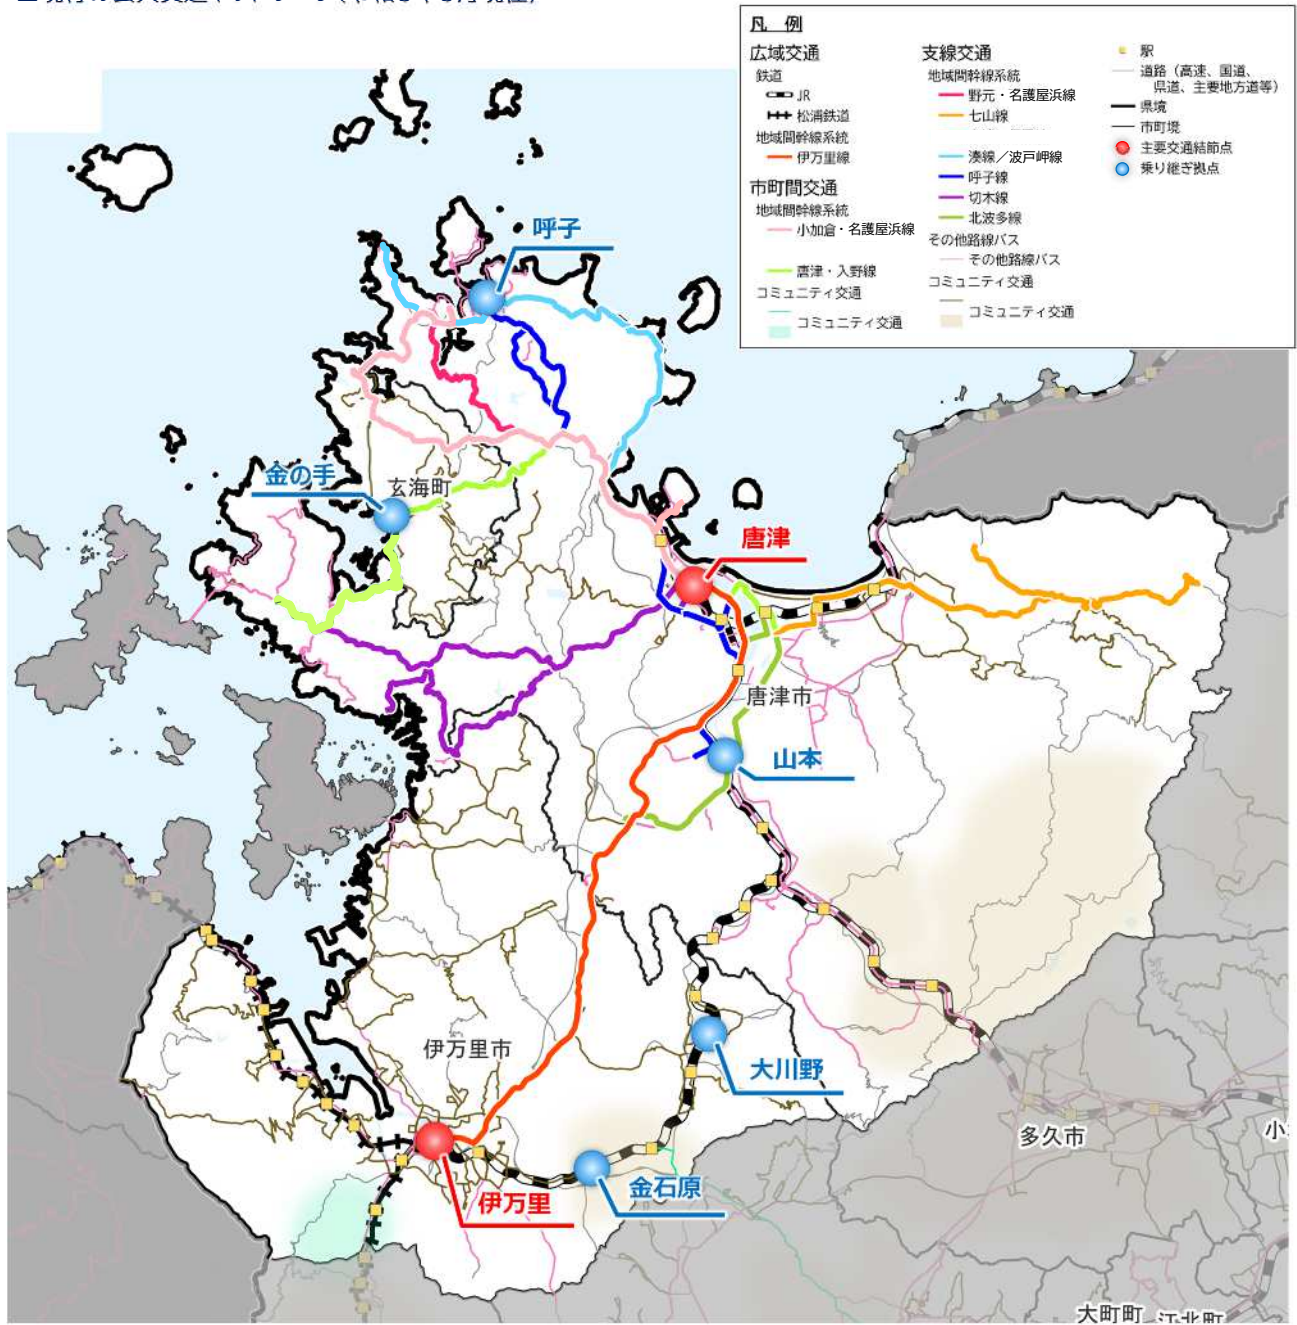 凡 例
広域交通
鉄道
JR
松浦鉄道
地域間幹線系統
伊万里線
市町間交通
地域間幹線系統
小加倉・名護屋浜線
唐津・入野線
コミュニティ交通
コミュニティ交通
支線交通
地域間幹線系統
野元・名護屋浜線
七山線
湊線／波戸岬線
呼子線
切木線
北波多線
その他路線バス
その他路線バス
コミュニティ交通
コミュニティ交通
駅
道路（高速、国道、
県道、主要地方道等）
県境
市町境
主要交通結節点
乗り継ぎ拠点
呼子
金の手
玄海町
唐津
唐津市
山本
伊万里市
大川野
多久市
金石原
伊万里
大町町